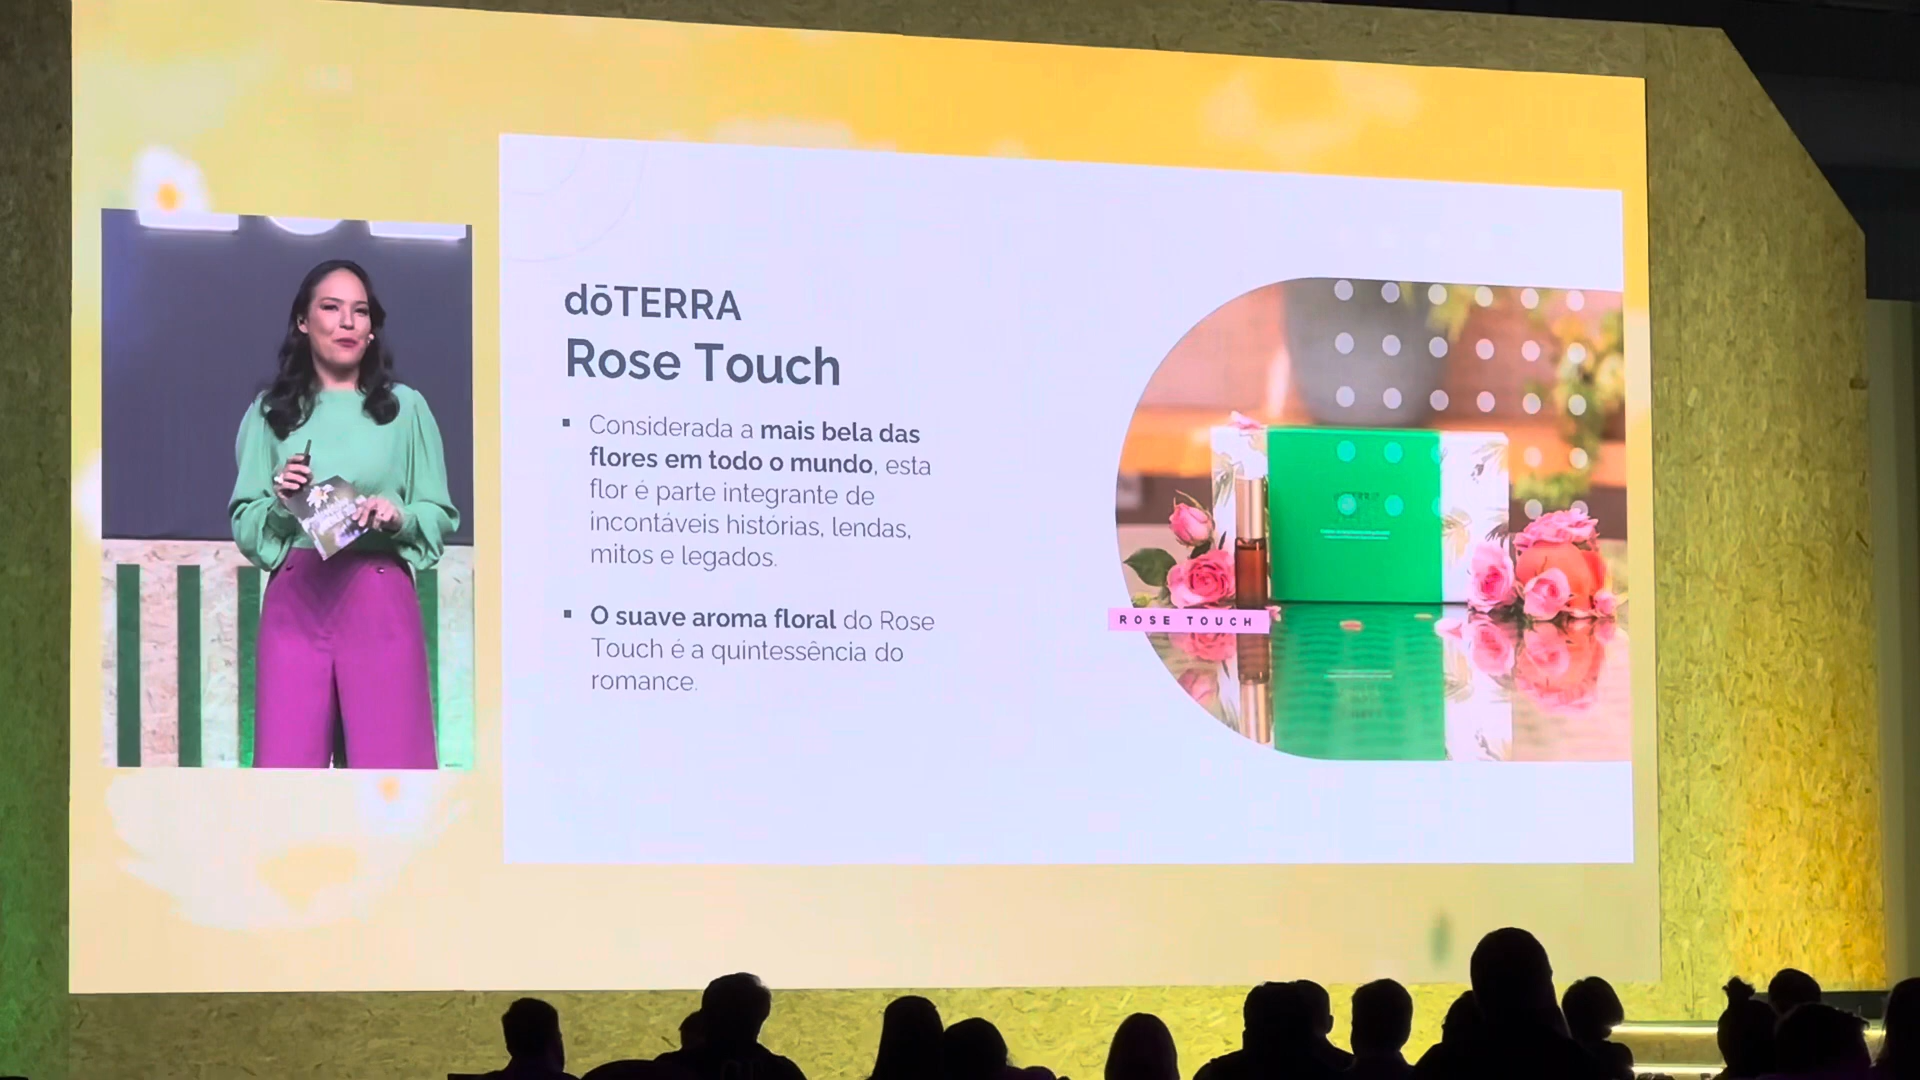 dōTERRA
Rose Touch
▪ Considerada a mais bela das
flores em todo o mundo, esta
flor é parte integrante de
incontáveis histórias, lendas,
mitos e legados.
▪ O suave aroma floral do Rose
Touch é a quintessência do
romance.
ROSE TOUCH